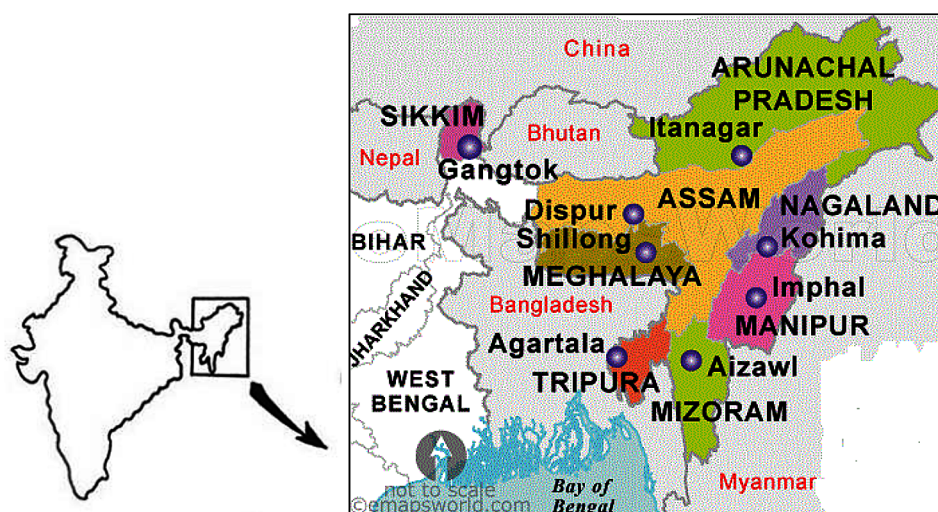 China
ARUNACHAL
PRADESH
SIKKIM
Itanagar
Bhutan
Nepal
Gangtok
ASSAM
NAGALAND
Dispur
BIHAR
Shillong
Kohima
MEGHALAYA
Imphal
Bangladesh
JHARKHAND
MANIPUR
Agartala
Aizawl
WEST
BENGAL
TRIPURA
MIZORAM
Myanmar
not to scale
©emapsworld.com
Bay of
Bengal